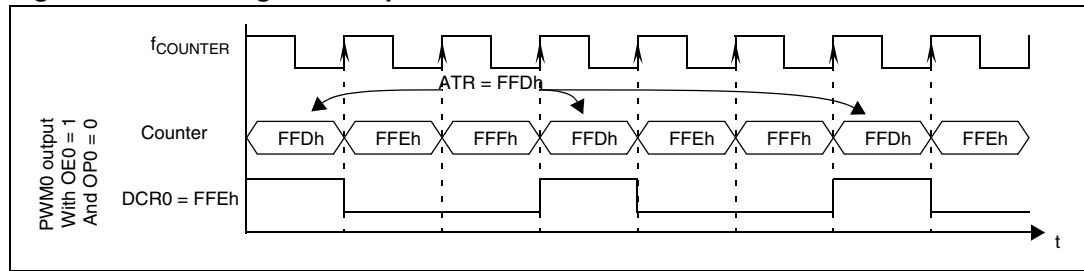 fCOUNTER
ATR = FFDh
Counter
FFDh FFEh FFFh FFDh FFEh FFFh FFDh FFEh
PWM0 output
With OE0 = 1
And OP0 = 0
DCR0 = FFEh
t